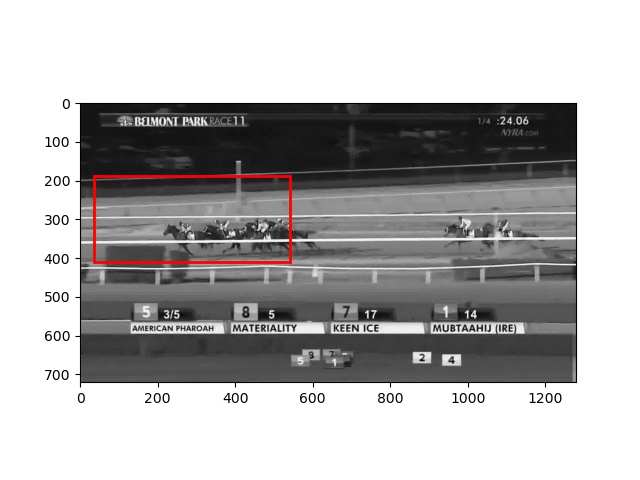 BELMONT PARK RACE 11
1/4 :24.06
NYRA.com
5 3/5
AMERICAN PHAROAH
8 5
MATERIALITY
7 17
KEEN ICE
1 14
MUBTAAHIJ (IRE)
5 8 7 1 2 4
0
100
200
300
400
500
600
700
0 200 400 600 800 1000 1200